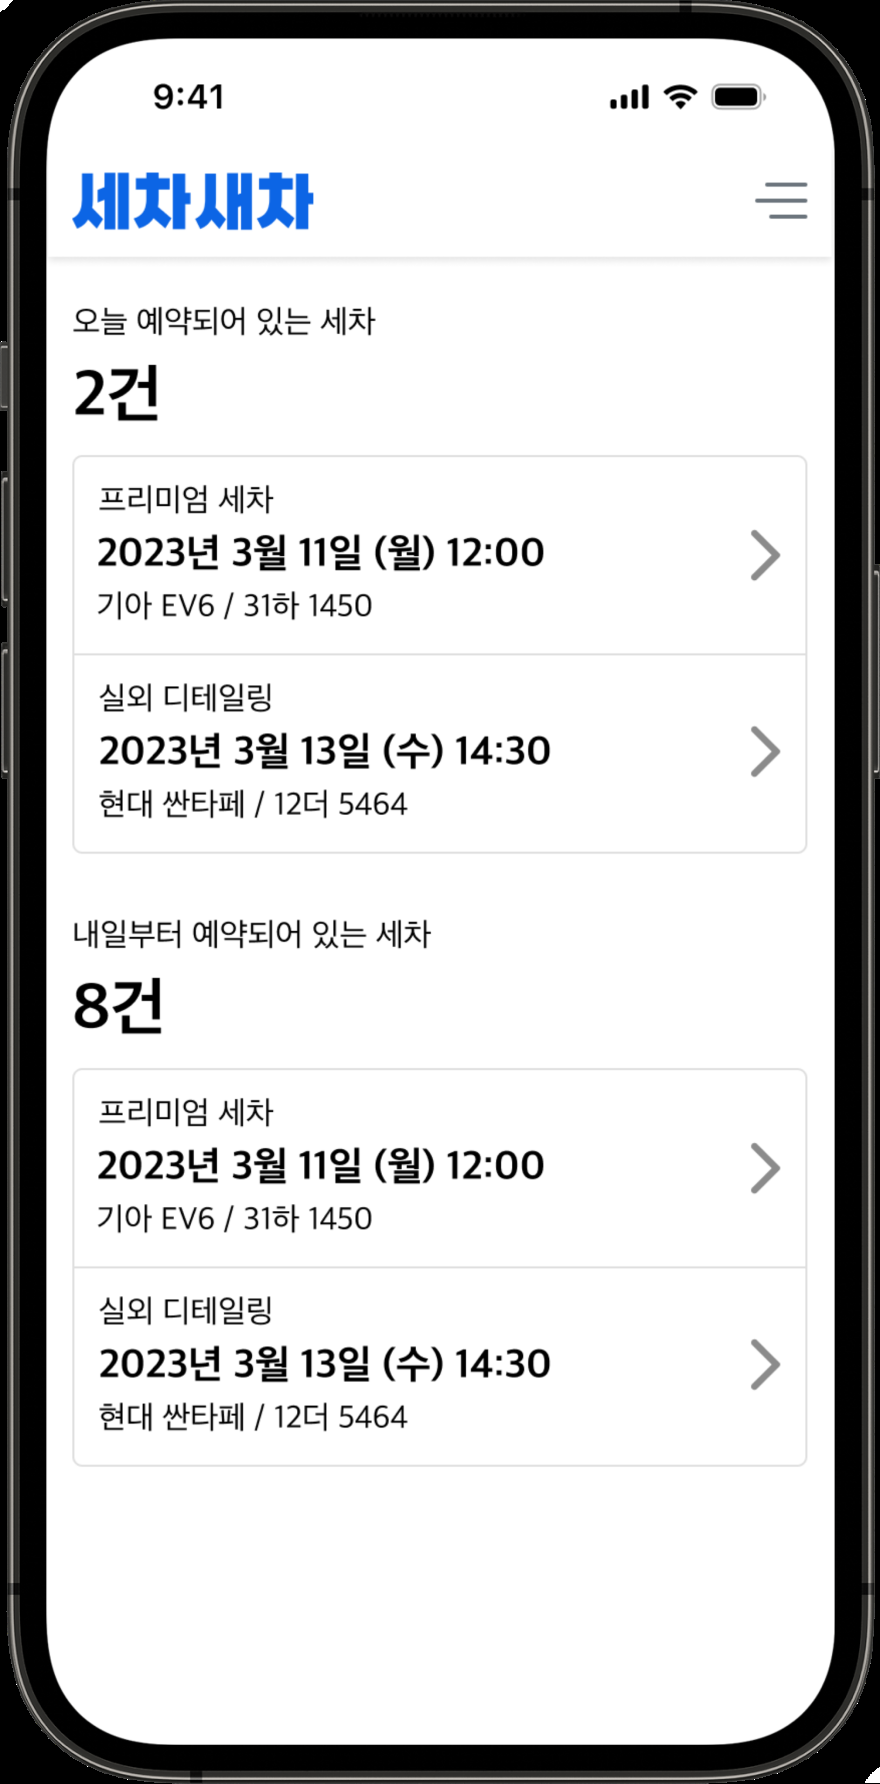 9:41
세차새차
오늘 예약되어 있는 세차
2건
프리미엄 세차
2023년 3월 11일 (월) 12:00
기아 EV6 / 31하 1450
실외 디테일링
2023년 3월 13일 (수) 14:30
현대 싼타페 / 12더 5464
내일부터 예약되어 있는 세차
8건
프리미엄 세차
2023년 3월 11일 (월) 12:00
기아 EV6 / 31하 1450
실외 디테일링
2023년 3월 13일 (수) 14:30
현대 싼타페 / 12더 5464